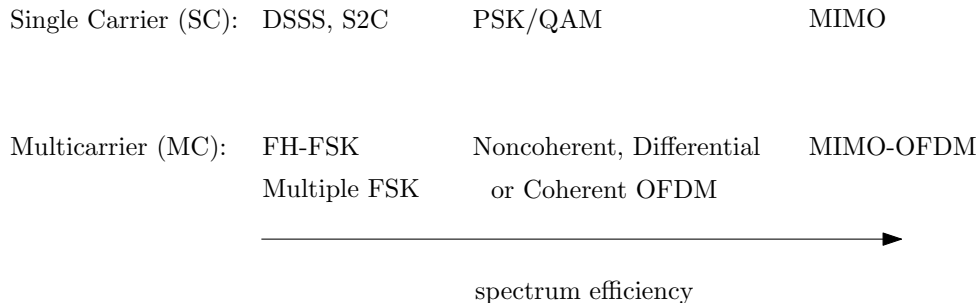 Single Carrier (SC): DSSS, S2C PSK/QAM MIMO
Multicarrier (MC): FH-FSK Noncoherent, Differential MIMO-OFDM
Multiple FSK or Coherent OFDM
spectrum efficiency